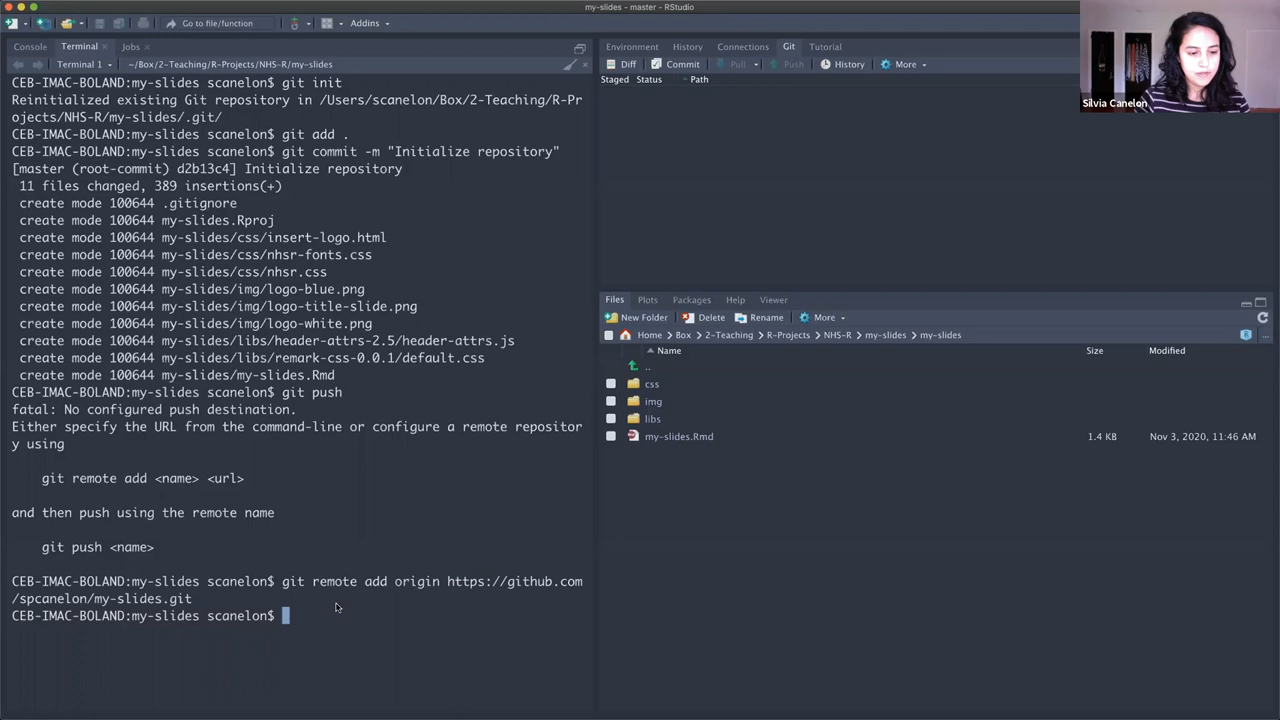 my-slides - master - RStudio
Go to file/function
Addins
Console
Terminal
Jobs
Terminal 1
~/Box/2-Teaching/R-Projects/NHS-R/my-slides
CEB-IMAC-BOLAND:my-slides scanelon$ git init
Reinitialized existing Git repository in /Users/scanelon/Box/2-Teaching/R-Pr
ojects/NHS-R/my-slides/.git/
CEB-IMAC-BOLAND:my-slides scanelon$ git add .
CEB-IMAC-BOLAND:my-slides scanelon$ git commit -m "Initialize repository"
[master (root-commit) d2b13c4] Initialize repository
11 files changed, 389 insertions(+)
create mode 100644 .gitignore
create mode 100644 my-slides.Rproj
create mode 100644 my-slides/css/insert-logo.html
create mode 100644 my-slides/css/nhsr-fonts.css
create mode 100644 my-slides/css/nhsr.css
create mode 100644 my-slides/img/logo-blue.png
create mode 100644 my-slides/img/logo-title-slide.png
create mode 100644 my-slides/img/logo-white.png
create mode 100644 my-slides/libs/header-attrs-2.5/header-attrs.js
create mode 100644 my-slides/libs/remark-css-0.0.1/default.css
create mode 100644 my-slides/my-slides.Rmd
CEB-IMAC-BOLAND:my-slides scanelon$ git push
fatal: No configured push destination.
Either specify the URL from the command-line or configure a remote repositor
y using
git remote add <name> <url>
and then push using the remote name
git push <name>
CEB-IMAC-BOLAND:my-slides scanelon$ git remote add origin https://github.com
/spcanelon/my-slides.git
CEB-IMAC-BOLAND:my-slides scanelon$
Environment
History
Connections
Git
Tutorial
Diff
Commit
Pull
Push
History
More
Staged Status Path
Silvia Canelon
Files
Plots
Packages
Help
Viewer
New Folder
Delete
Rename
More
Home > Box > 2-Teaching > R-Projects > NHS-R > my-slides > my-slides
Name Size Modified
..
css
img
libs
my-slides.Rmd 1.4 KB Nov 3, 2020, 11:46 AM